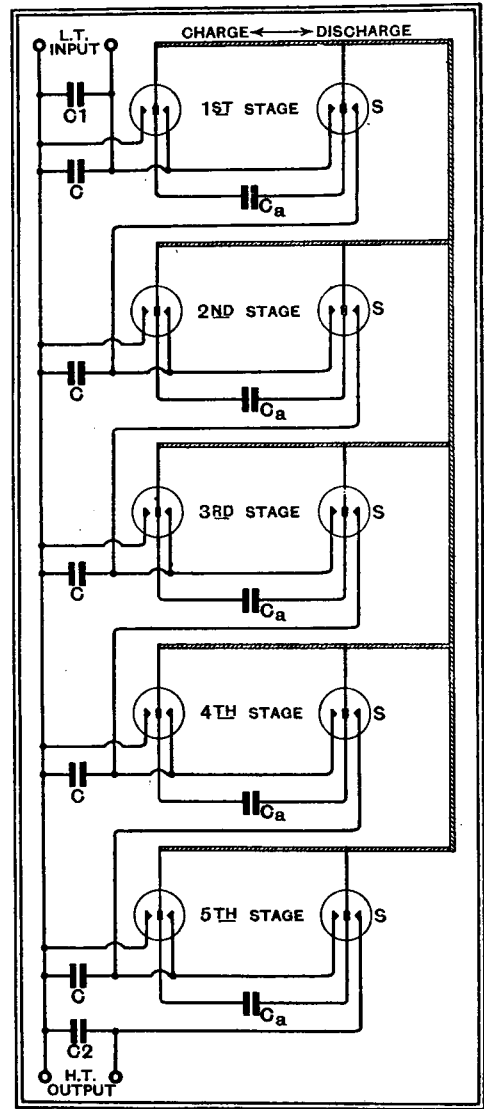 L.T. INPUT
CHARGE ←→ DISCHARGE
C1
1ST STAGE
S
C
Ca
2ND STAGE
S
C
Ca
3RD STAGE
S
C
Ca
4TH STAGE
S
C
Ca
5TH STAGE
S
C
Ca
C2
H.T.
OUTPUT